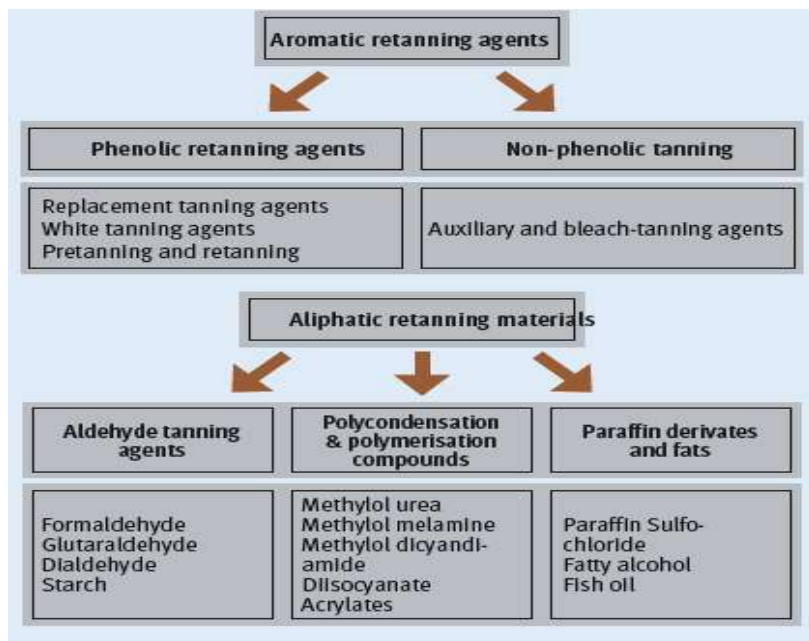 Aromatic retanning agents
Phenolic retanning agents
Non-phenolic tanning
Replacement tanning agents
White tanning agents
Pretanning and retanning
Auxiliary and bleach-tanning agents
Aliphatic retanning materials
Aldehyde tanning
agents
Polycondensation
& polymerisation
compounds
Paraffin derivates
and fats
Formaldehyde
Glutaraldehyde
Dialdehyde
Starch
Methylol urea
Methylol melamine
Methylol dicyandi-
amide
Diisocyanate
Acrylates
Paraffin Sulfo-
chloride
Fatty alcohol
Fish oil